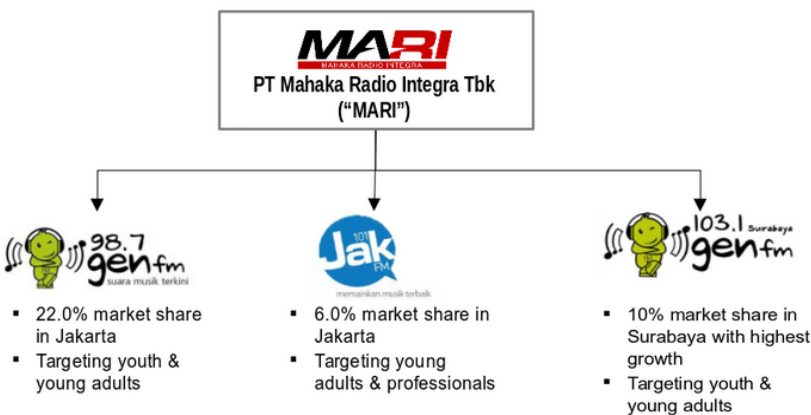 MARI
MAHAKA RADIO INTEGRA
PT Mahaka Radio Integra Tbk
(“MARI”)
98.7
gen fm
suara musik terkini
▪ 22.0% market share
in Jakarta
▪ Targeting youth &
young adults
101
Jak
FM
memainkan musik terbaik
▪ 6.0% market share in
Jakarta
▪ Targeting young
adults & professionals
103.1 Surabaya
gen fm
▪ 10% market share in
Surabaya with highest
growth
▪ Targeting youth &
young adults